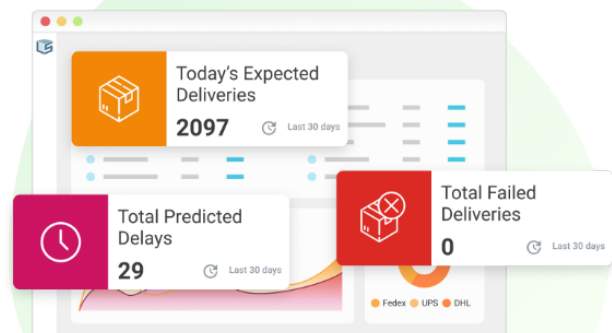 Today's Expected
Deliveries
2097 Last 30 days
Total Predicted
Delays
29 Last 30 days
Total Failed
Deliveries
0 Last 30 days
Fedex UPS DHL